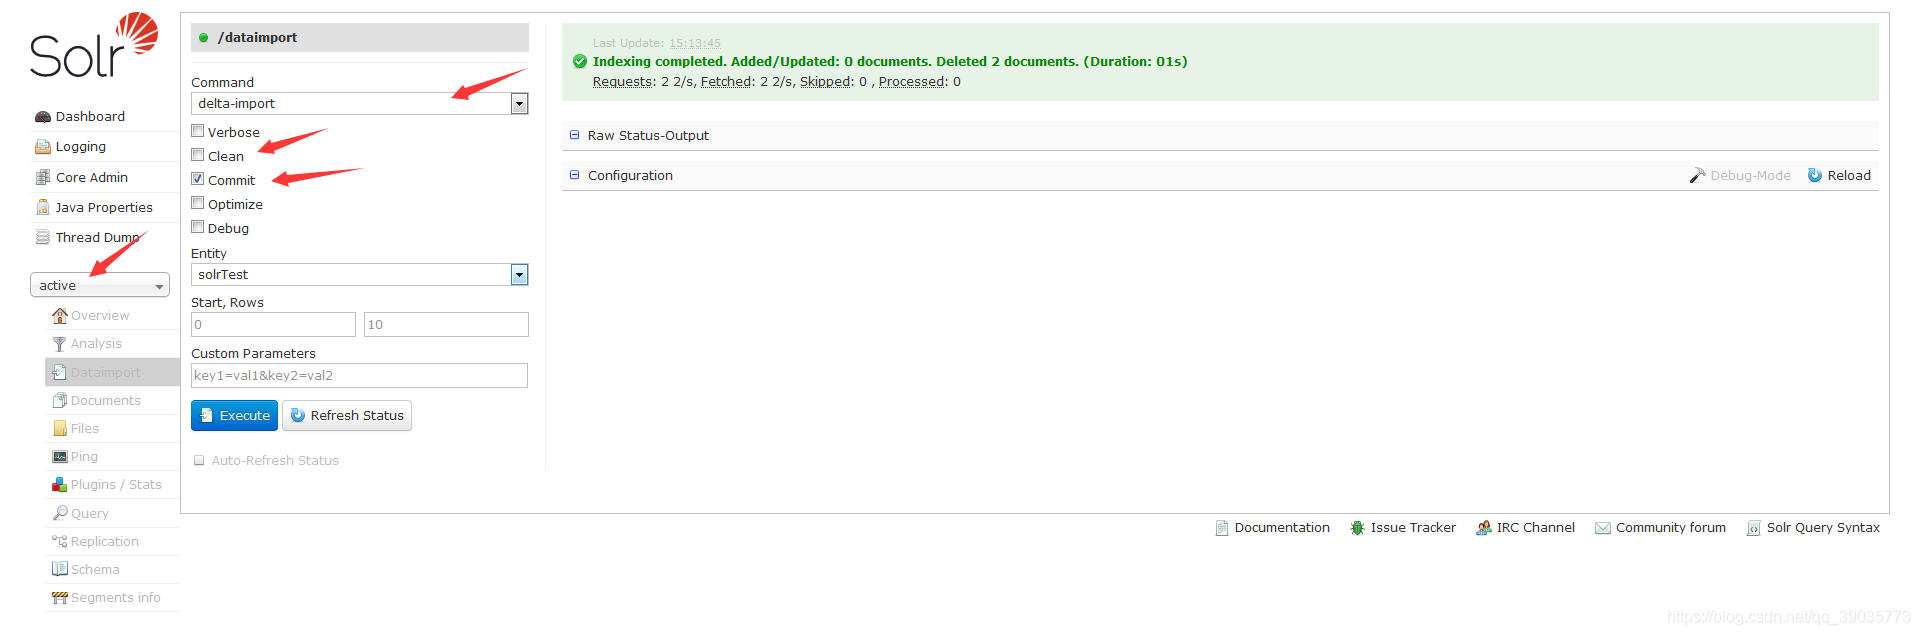 Solr
Dashboard
Logging
Core Admin
Java Properties
Thread Dump
active
Overview
Analysis
Dataimport
Documents
Files
Ping
Plugins / Stats
Query
Replication
Schema
Segments info
/dataimport
Command
delta-import
Verbose
Clean
Commit
Optimize
Debug
Entity
solrTest
Start, Rows
0 10
Custom Parameters
key1=val1&key2=val2
Execute Refresh Status
Auto-Refresh Status
Last Update: 15:13:45
Indexing completed. Added/Updated: 0 documents. Deleted 2 documents. (Duration: 01s)
Requests: 2 2/s, Fetched: 2 2/s, Skipped: 0 , Processed: 0
Raw Status-Output
Configuration Debug-Mode Reload
Documentation Issue Tracker IRC Channel Community forum Solr Query Syntax
https://blog.csdn.net/qq_39035773